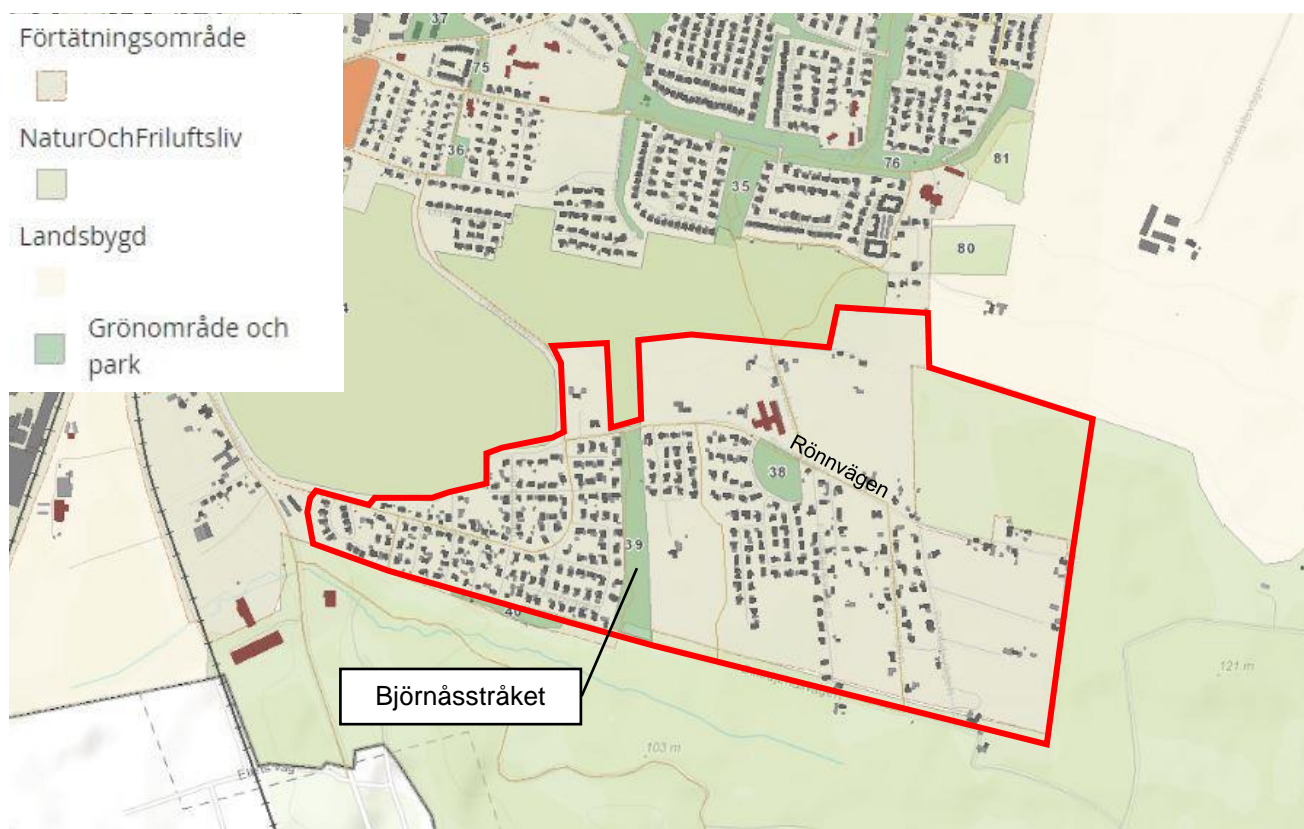 Förtätningsområde
NaturOchFriluftsliv
Landsbygd
Grönområde och
park
37
75
36
35
76
81
80
4
38
Rönnvägen
39
40
Björnåsstråket
103 m
121 m